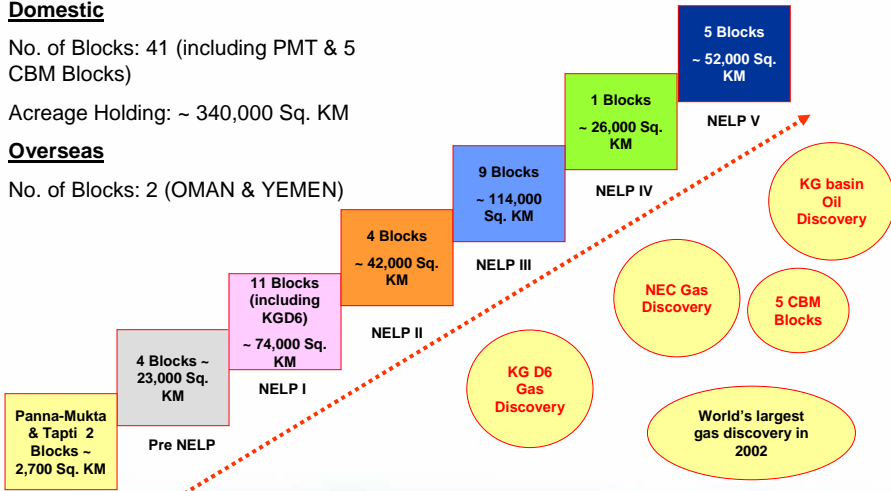 Domestic
No. of Blocks: 41 (including PMT & 5
CBM Blocks)
Acreage Holding: ~ 340,000 Sq. KM
Overseas
No. of Blocks: 2 (OMAN & YEMEN)
Panna-Mukta
& Tapti 2
Blocks ~
2,700 Sq. KM
4 Blocks ~
23,000 Sq.
KM
Pre NELP
11 Blocks
(including
KGD6)
~ 74,000 Sq.
KM
NELP I
4 Blocks
~ 42,000 Sq.
KM
NELP II
9 Blocks
~ 114,000
Sq. KM
NELP III
1 Blocks
~ 26,000 Sq.
KM
NELP IV
5 Blocks
~ 52,000 Sq.
KM
NELP V
KG basin
Oil
Discovery
NEC Gas
Discovery
5 CBM
Blocks
KG D6
Gas
Discovery
World's largest
gas discovery in
2002